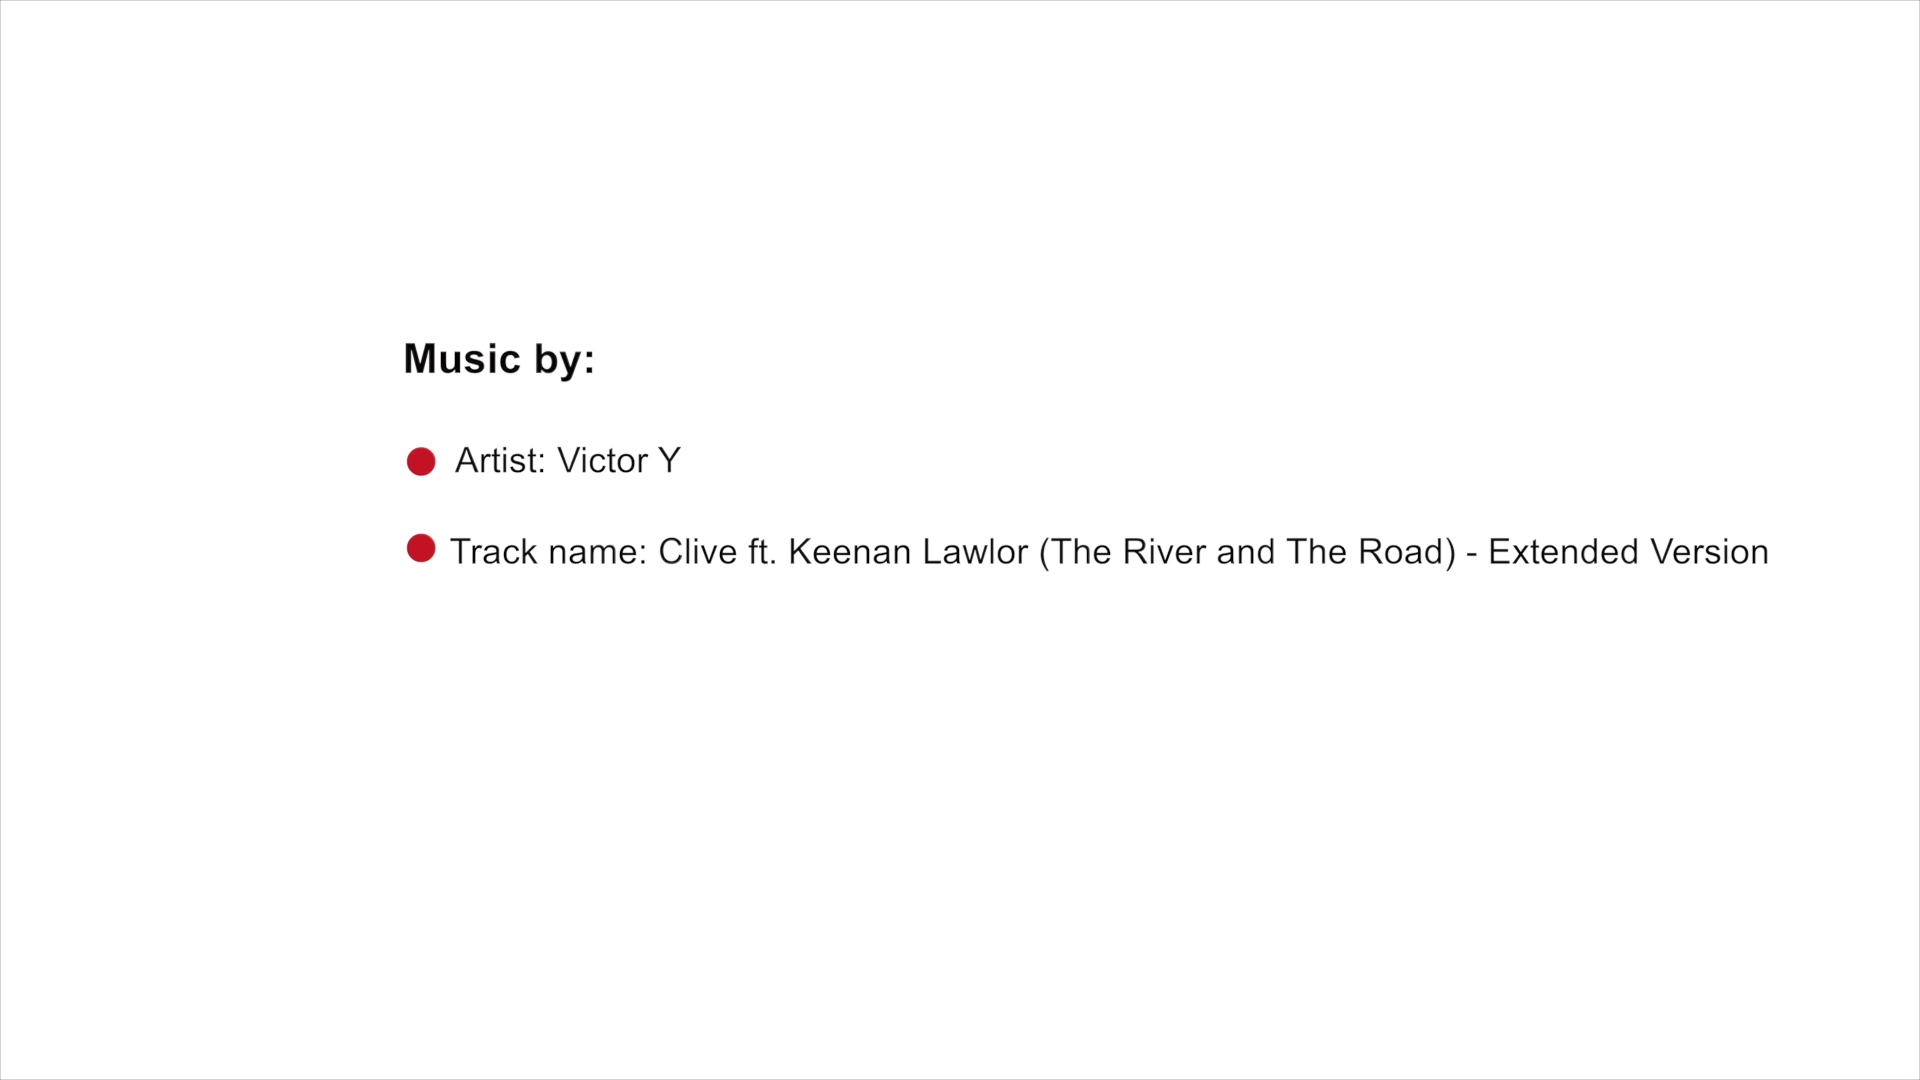 Music by:
Artist: Victor Y
Track name: Clive ft. Keenan Lawlor (The River and The Road) - Extended Version